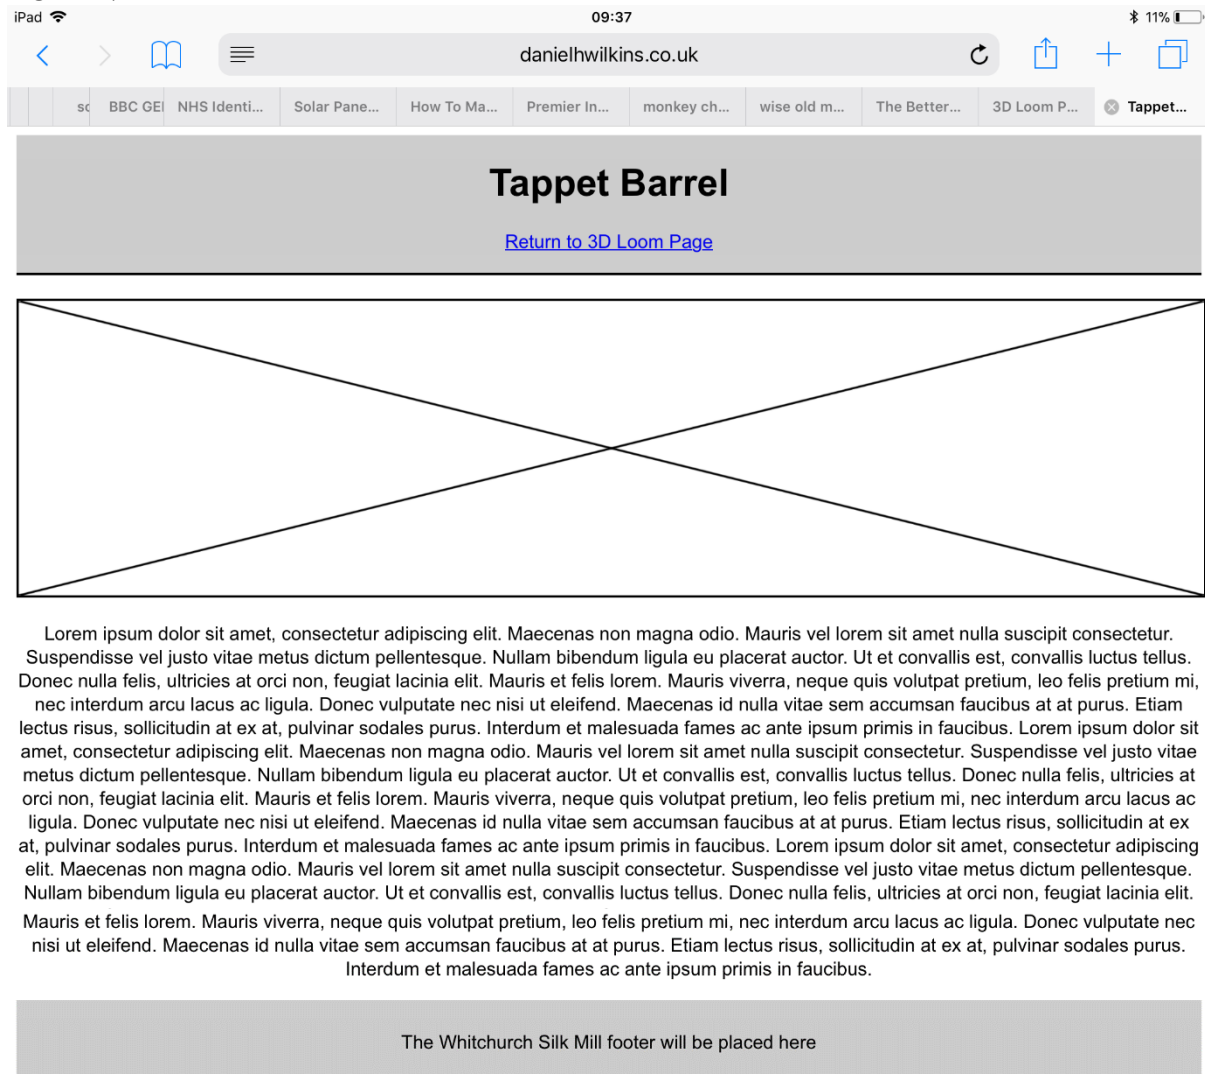 iPad 09:37 11%
danielhwilkins.co.uk
sc BBC GEI NHS Identi... Solar Pane... How To Ma... Premier In... monkey ch... wise old m... The Better... 3D Loom P... Tappet...
Tappet Barrel
Return to 3D Loom Page
Lorem ipsum dolor sit amet, consectetur adipiscing elit. Maecenas non magna odio. Mauris vel lorem sit amet nulla suscipit consectetur.
Suspendisse vel justo vitae metus dictum pellentesque. Nullam bibendum ligula eu placerat auctor. Ut et convallis est, convallis luctus tellus.
Donec nulla felis, ultricies at orci non, feugiat lacinia elit. Mauris et felis lorem. Mauris viverra, neque quis volutpat pretium, leo felis pretium mi,
nec interdum arcu lacus ac ligula. Donec vulputate nec nisi ut eleifend. Maecenas id nulla vitae sem accumsan faucibus at at purus. Etiam
lectus risus, sollicitudin at ex at, pulvinar sodales purus. Interdum et malesuada fames ac ante ipsum primis in faucibus. Lorem ipsum dolor sit
amet, consectetur adipiscing elit. Maecenas non magna odio. Mauris vel lorem sit amet nulla suscipit consectetur. Suspendisse vel justo vitae
metus dictum pellentesque. Nullam bibendum ligula eu placerat auctor. Ut et convallis est, convallis luctus tellus. Donec nulla felis, ultricies at
orci non, feugiat lacinia elit. Mauris et felis lorem. Mauris viverra, neque quis volutpat pretium, leo felis pretium mi, nec interdum arcu lacus ac
ligula. Donec vulputate nec nisi ut eleifend. Maecenas id nulla vitae sem accumsan faucibus at at purus. Etiam lectus risus, sollicitudin at ex
at, pulvinar sodales purus. Interdum et malesuada fames ac ante ipsum primis in faucibus. Lorem ipsum dolor sit amet, consectetur adipiscing
elit. Maecenas non magna odio. Mauris vel lorem sit amet nulla suscipit consectetur. Suspendisse vel justo vitae metus dictum pellentesque.
Nullam bibendum ligula eu placerat auctor. Ut et convallis est, convallis luctus tellus. Donec nulla felis, ultricies at orci non, feugiat lacinia elit.
Mauris et felis lorem. Mauris viverra, neque quis volutpat pretium, leo felis pretium mi, nec interdum arcu lacus ac ligula. Donec vulputate nec
nisi ut eleifend. Maecenas id nulla vitae sem accumsan faucibus at at purus. Etiam lectus risus, sollicitudin at ex at, pulvinar sodales purus.
Interdum et malesuada fames ac ante ipsum primis in faucibus.
The Whitchurch Silk Mill footer will be placed here